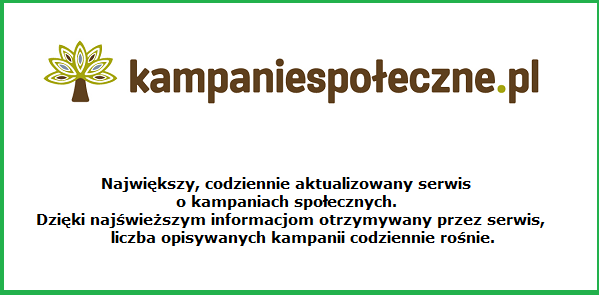 kampaniespołeczne.pl
Największy, codziennie aktualizowany serwis
o kampaniach społecznych.
Dzięki najświeższym informacjom otrzymywany przez serwis,
liczba opisywanych kampanii codziennie rośnie.